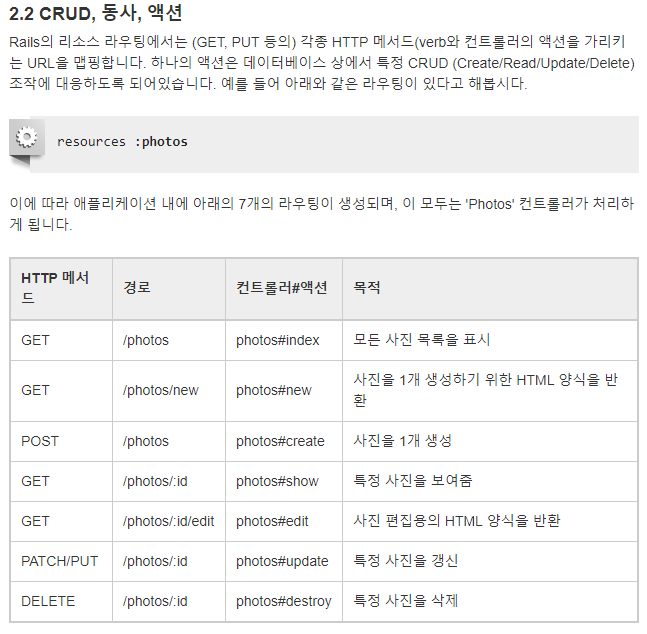 2.2 CRUD, 동사, 액션
Rails의 리소스 라우팅에서는 (GET, PUT 등의) 각종 HTTP 메서드(verb와 컨트롤러의 액션을 가리키
는 URL을 맵핑합니다. 하나의 액션은 데이터베이스 상에서 특정 CRUD (Create/Read/Update/Delete)
조작에 대응하도록 되어있습니다. 예를 들어 아래와 같은 라우팅이 있다고 해봅시다.
resources :photos
이에 따라 애플리케이션 내에 아래의 7개의 라우팅이 생성되며, 이 모두는 'Photos' 컨트롤러가 처리하
게 됩니다.
HTTP 메서
드
경로
컨트롤러#액션
목적
GET
/photos
photos#index
모든 사진 목록을 표시
GET
/photos/new
photos#new
사진을 1개 생성하기 위한 HTML 양식을 반
환
POST
/photos
photos#create
사진을 1개 생성
GET
/photos/:id
photos#show
특정 사진을 보여줌
GET
/photos/:id/edit
photos#edit
사진 편집용의 HTML 양식을 반환
PATCH/PUT
/photos/:id
photos#update
특정 사진을 갱신
DELETE
/photos/:id
photos#destroy
특정 사진을 삭제